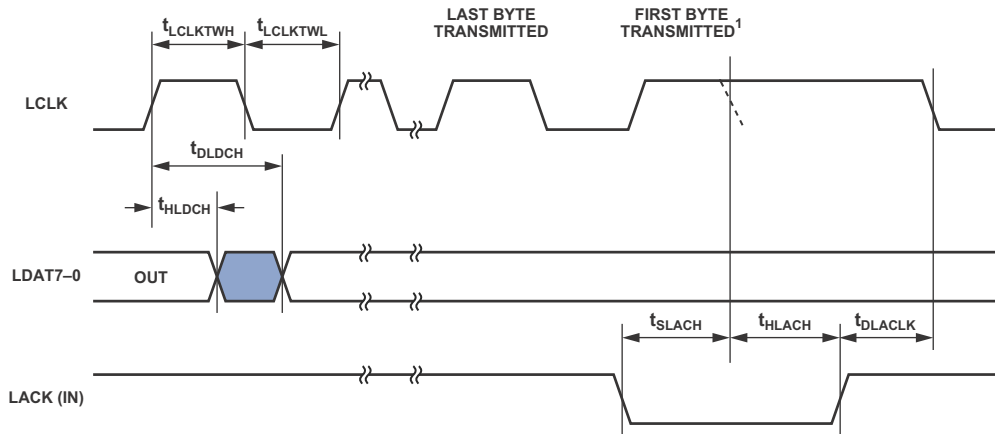 tLCLKTWH
tLCLKTWL
LAST BYTE
TRANSMITTED
FIRST BYTE
TRANSMITTED1
LCLK
tDLDCH
tHLDCH
LDAT7–0
OUT
tSLACH
tHLACH
tDLACLK
LACK (IN)